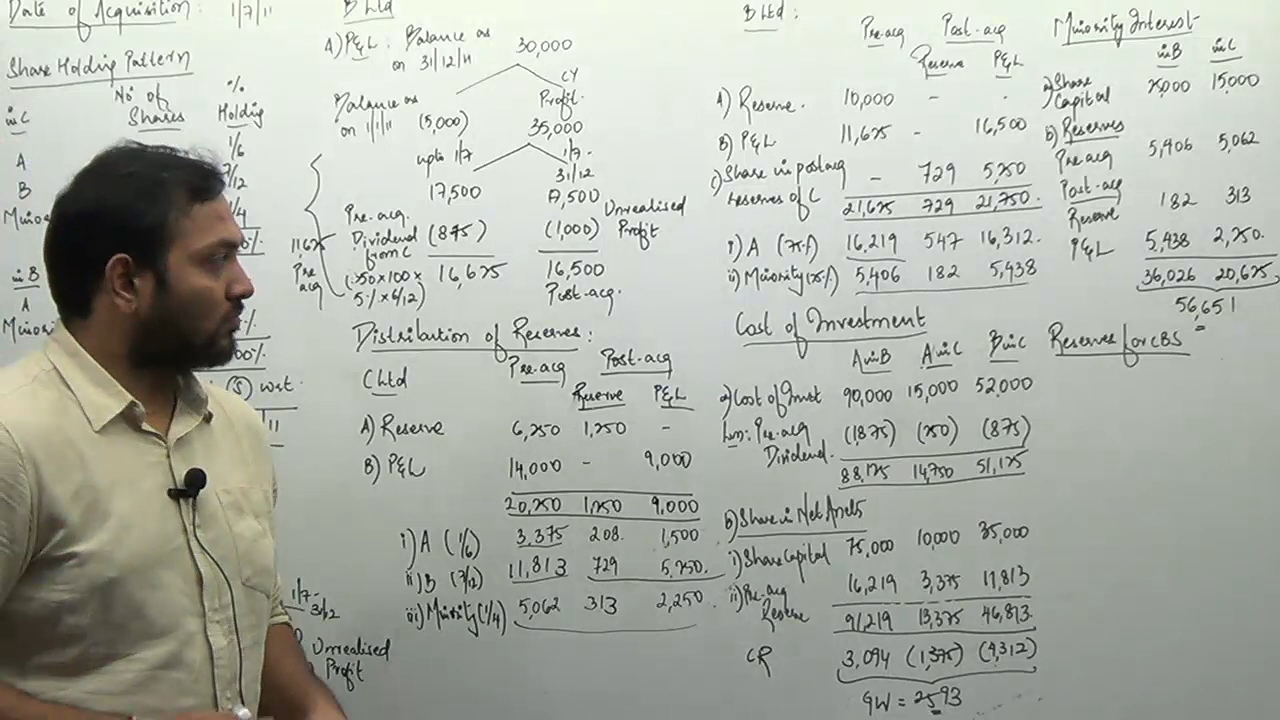 Date of Acquisition: 1/7/11
Share Holding Pattern
No. of Shares
% Holding
in C
A 1/6
B 7/12
1/4
in B
A
B Ltd
A) P&L: Balance as on 31/12/11 30,000
Balance as on 1/1/11 (5,000)
CY Profit. 35,000
upto 1/7 17,500
1/7 - 31/12 17,500
Pre-acq. Dividend from C (875)
(1,000) Unrealised Profit
(250x100x 5%x6/12)
16,625
16,500 Post-acq.
11,625 Pre acq
Distribution of Reserves:
C Ltd
Pre-acq Post-acq
Reserve P&L
A) Reserve 6,250 1,250 -
B) P&L 14,000 - 9,000
20,250 1,250 9,000
i) A (1/6) 3,375 208 1,500
ii) B (7/12) 11,813 729 5,250
iii) Minority (1/4) 5,062 313 2,250
1/7 - 31/12
Unrealised Profit
B Ltd:
Pre-acq Post-acq
Reserve P&L
A) Reserve. 10,000 - -
B) P&L 11,625 - 16,500
c) Share in post acq reserves of C - 729 5,250
21,625 729 21,750
i) A (75%) 16,219 547 16,312
ii) Minority (25%) 5,406 182 5,438
Cost of Investment
A in B A in C B in C
a) Cost of Invst 90,000 15,000 52,000
Less: Pre-acq Dividend. (1,875) (250) (875)
88,125 14,750 51,125
b) Share in Net Assets
i) Share Capital 75,000 10,000 35,000
ii) Pre-acq Reserve 16,219 3,375 11,813
91,219 13,375 46,813
CR 3,094 (1,375) (4,312)
GW = 2593
Minority Interest
in B in C
a) Share Capital 25,000 15,000
b) Reserves
Pre-acq 5,406 5,062
Post-acq
Reserve 182 313
P&L 5,438 2,250
36,026 20,625
56,651
Reserves for CBS